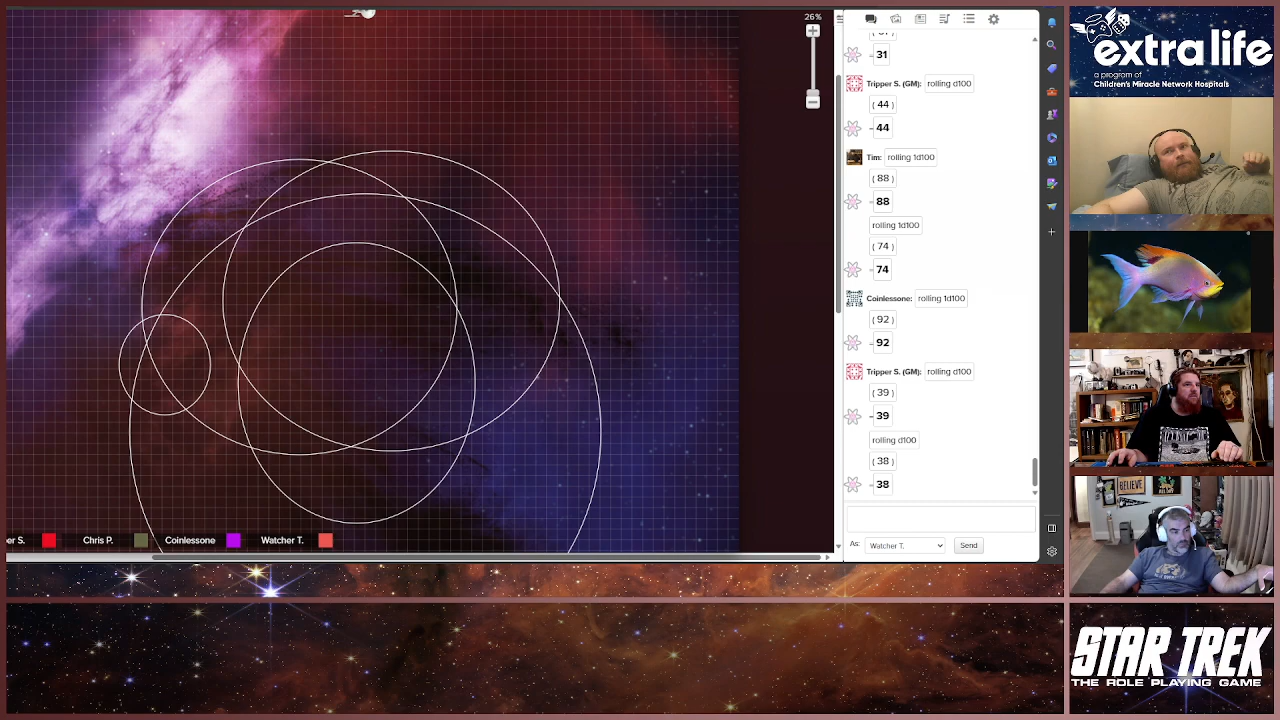 26%
31
Tripper S. (GM): rolling d100
( 44 )
= 44
Tim: rolling 1d100
( 88 )
= 88
rolling 1d100
( 74 )
= 74
Coinlessone: rolling 1d100
( 92 )
= 92
Tripper S. (GM): rolling d100
( 39 )
= 39
rolling d100
( 38 )
= 38
As: Watcher T. Send
er S. Chris P. Coinlessone Watcher T.
extra life
a program of
Children's Miracle Network Hospitals
BELIEVE
STAR TREK
THE ROLE PLAYING GAME